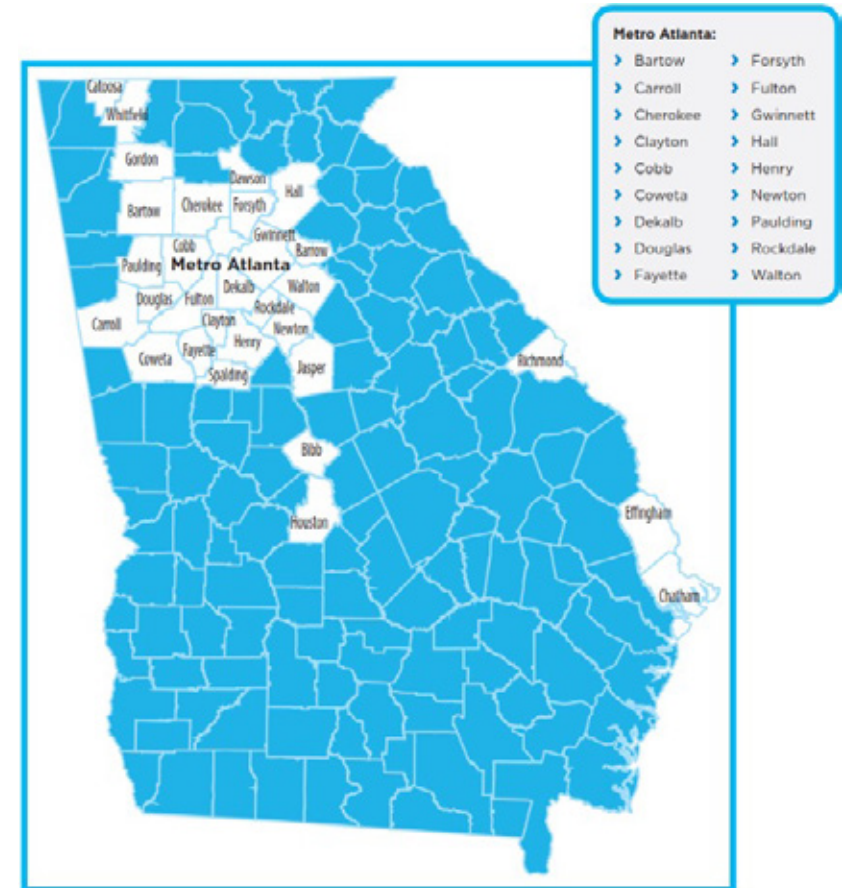 Metro Atlanta:
Bartow
Carroll
Cherokee
Clayton
Cobb
Coweta
Dekalb
Douglas
Fayette
Forsyth
Fulton
Gwinnett
Hall
Henry
Newton
Paulding
Rockdale
Walton
Catoosa
Whitfield
Gordon
Dawson
Hall
Bartow
Cherokee
Forsyth
Gwinnett
Cobb
Barrow
Paulding
Metro Atlanta
Dekalb
Walton
Douglas
Fulton
Rockdale
Carroll
Clayton
Newton
Henry
Fayette
Coweta
Jasper
Spalding
Richmond
Bibb
Houston
Effingham
Chatham